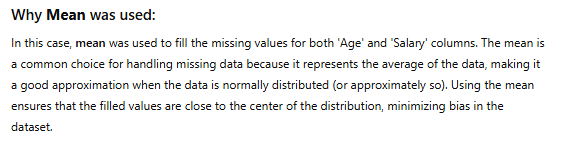 Why Mean was used:
In this case, mean was used to fill the missing values for both 'Age' and 'Salary' columns. The mean is
a common choice for handling missing data because it represents the average of the data, making it
a good approximation when the data is normally distributed (or approximately so). Using the mean
ensures that the filled values are close to the center of the distribution, minimizing bias in the
dataset.